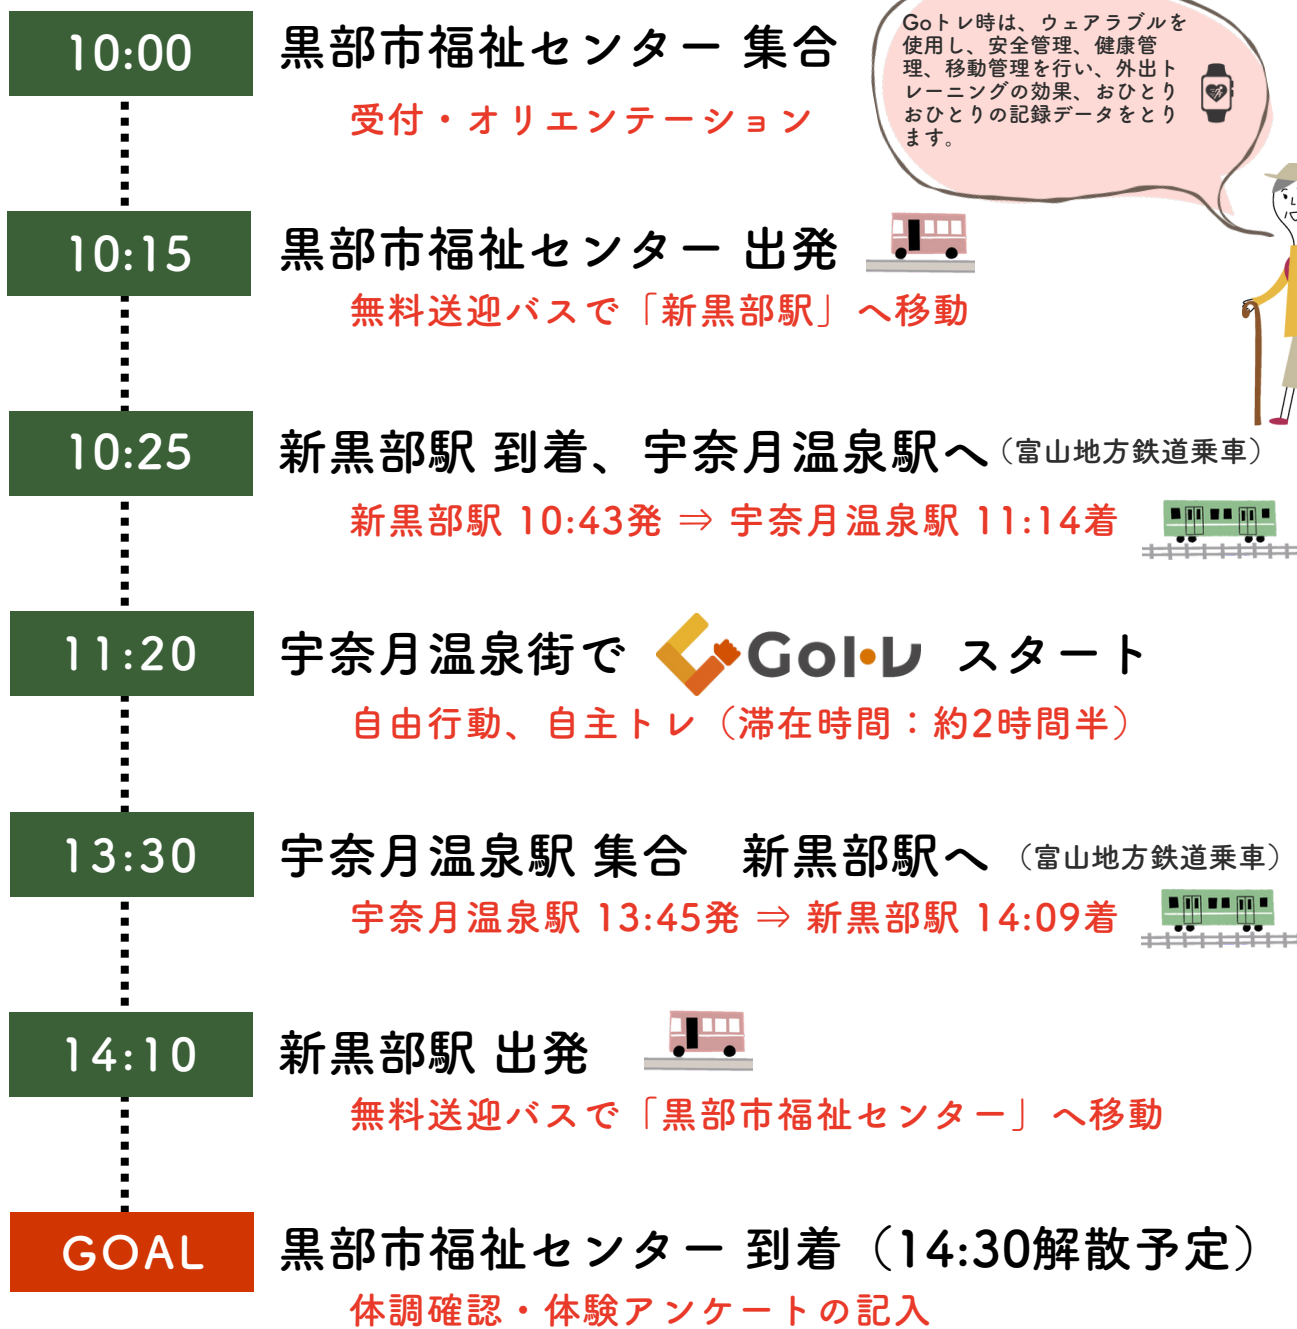 10:00
黒部市福祉センター 集合
受付・オリエンテーション
Goトレ時は、ウェアラブルを
使用し、安全管理、健康管
理、移動管理を行い、外出ト
レーニングの効果、おひとり
おひとりの記録データをとり
ます。
10:15
黒部市福祉センター 出発
無料送迎バスで「新黒部駅」へ移動
10:25
新黒部駅 到着、宇奈月温泉駅へ（富山地方鉄道乗車）
新黒部駅 10:43発 ⇒ 宇奈月温泉駅 11:14着
11:20
宇奈月温泉街で Goトレ スタート
自由行動、自主トレ（滞在時間：約2時間半）
13:30
宇奈月温泉駅 集合　新黒部駅へ（富山地方鉄道乗車）
宇奈月温泉駅 13:45発 ⇒ 新黒部駅 14:09着
14:10
新黒部駅 出発
無料送迎バスで「黒部市福祉センター」へ移動
GOAL
黒部市福祉センター 到着（14:30解散予定）
体調確認・体験アンケートの記入